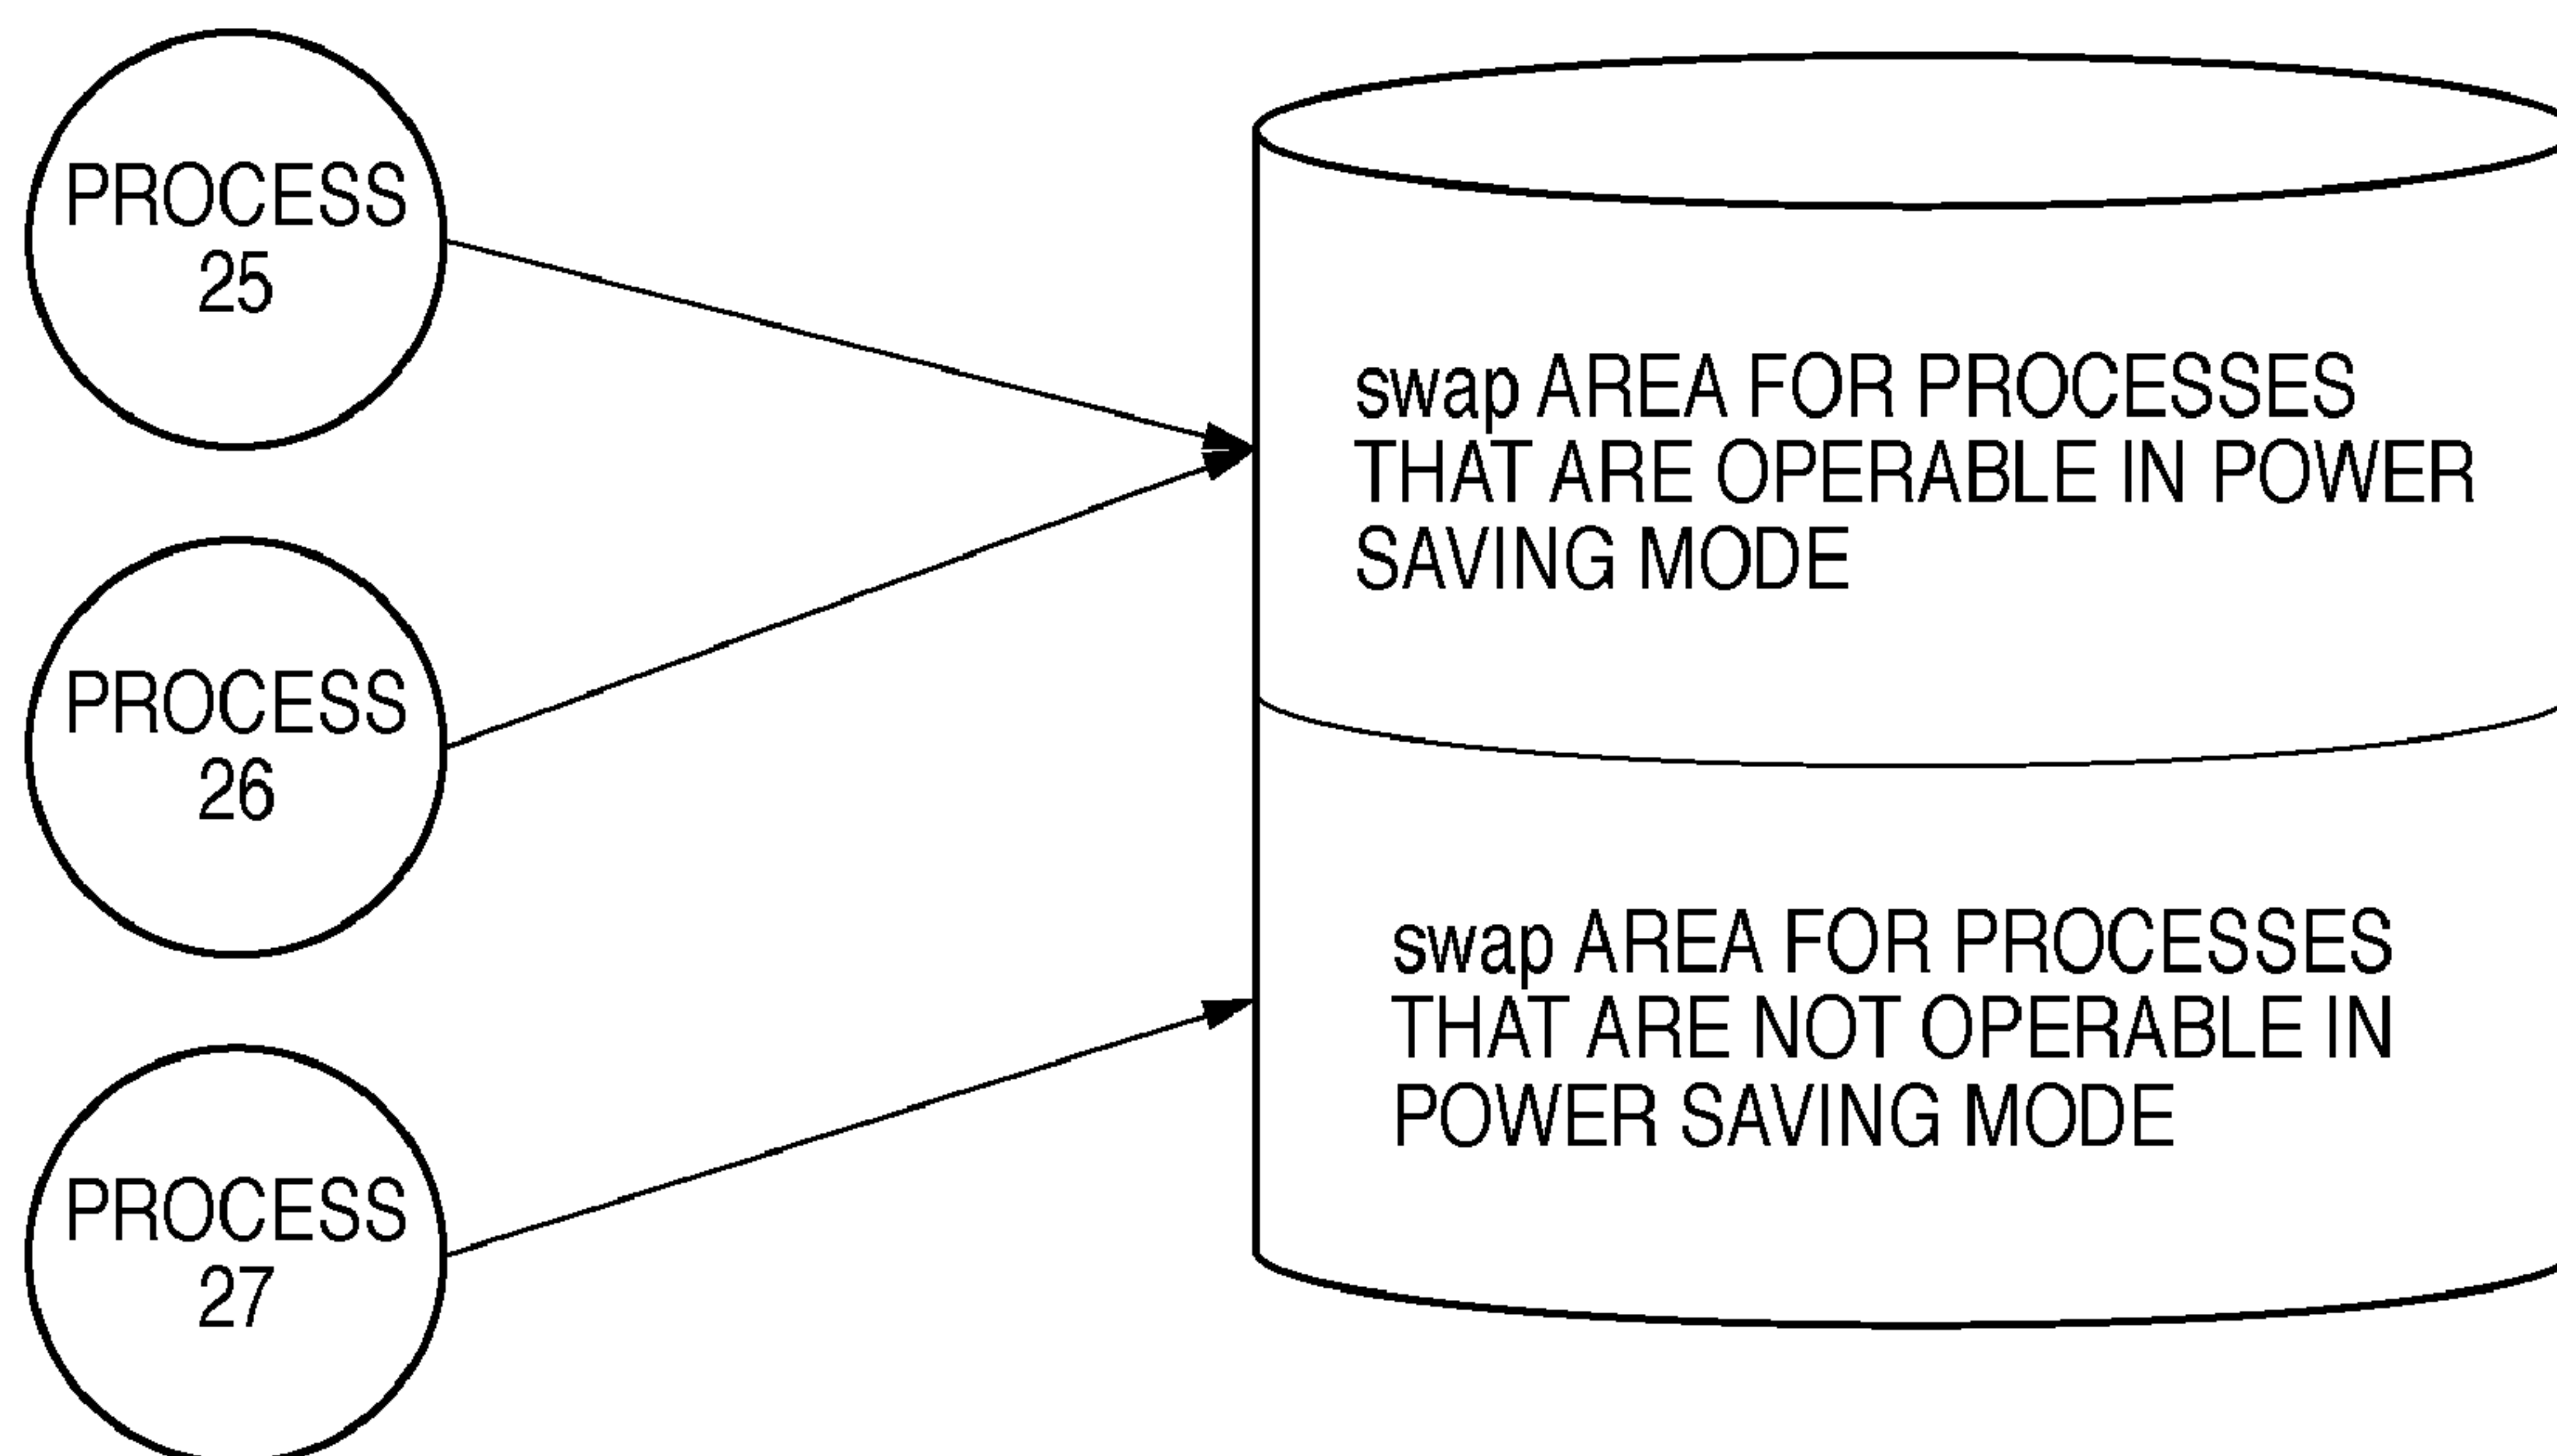 PROCESS
25
swap AREA FOR PROCESSES
THAT ARE OPERABLE IN POWER
SAVING MODE
PROCESS
26
swap AREA FOR PROCESSES
THAT ARE NOT OPERABLE IN
POWER SAVING MODE
PROCESS
27